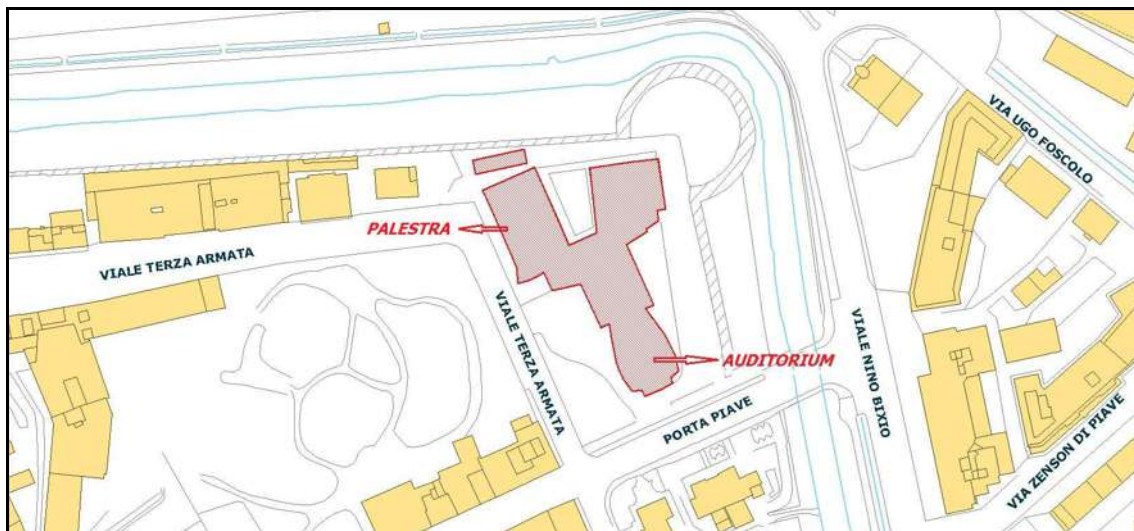 VIA UGO FOSCOLO
PALESTRA
VIALE TERZA ARMATA
VIALE TERZA ARMATA
AUDITORIUM
VIALE NINO BIXIO
PORTA PIAVE
VIA ZENSON DI PIAVE